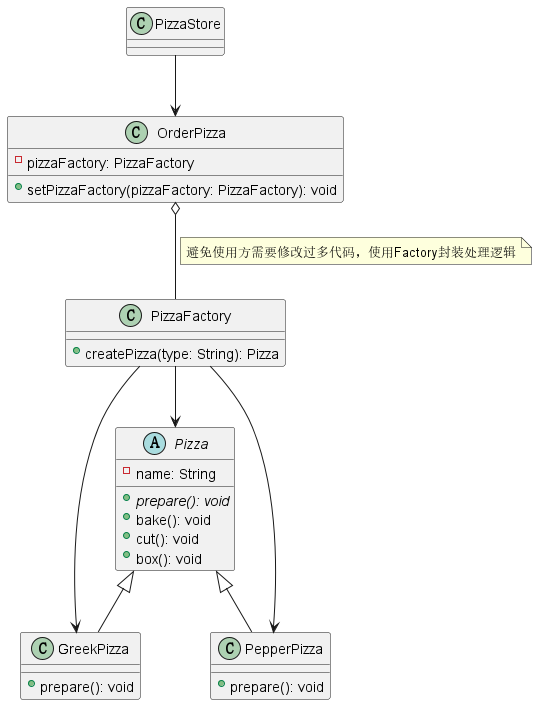 C PizzaStore
C OrderPizza
pizzaFactory: PizzaFactory
setPizzaFactory(pizzaFactory: PizzaFactory): void
避免使用方需要修改过多代码，使用Factory封装处理逻辑
C PizzaFactory
createPizza(type: String): Pizza
A Pizza
name: String
prepare(): void
bake(): void
cut(): void
box(): void
C GreekPizza
prepare(): void
C PepperPizza
prepare(): void